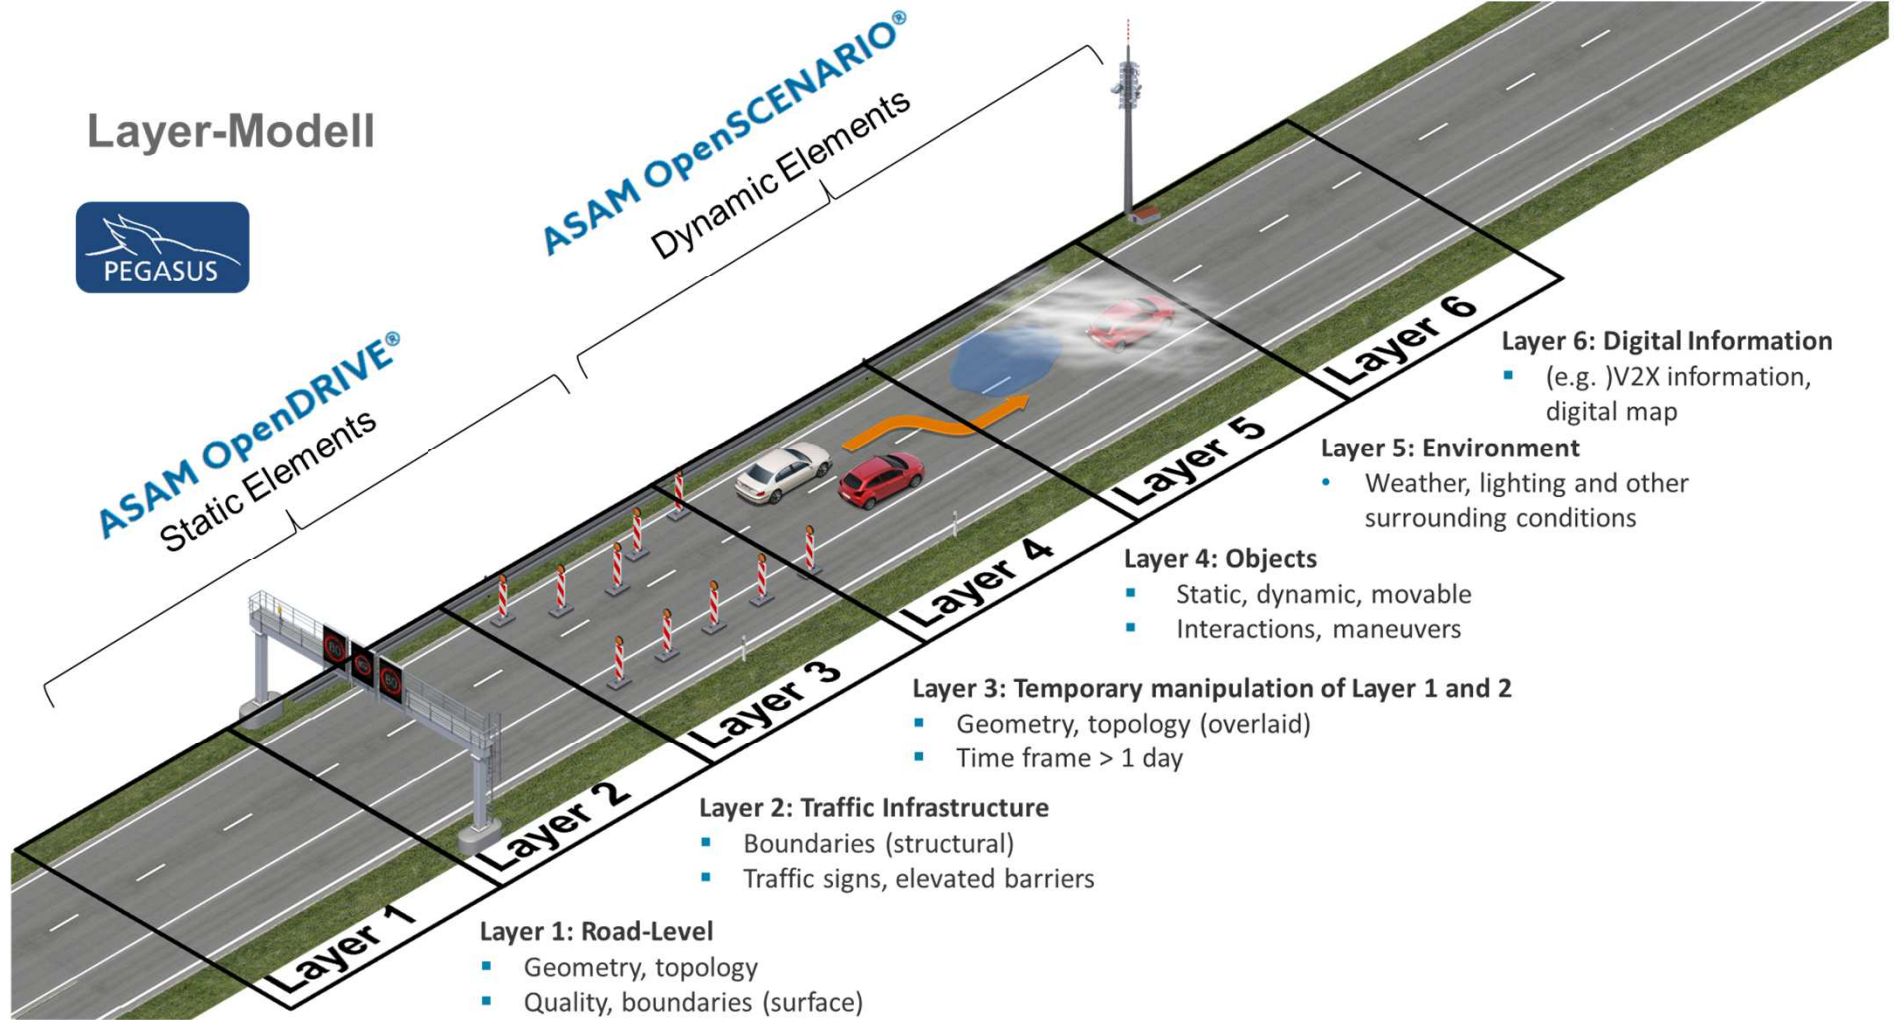 Layer-Modell
PEGASUS
ASAM OpenSCENARIO®
Dynamic Elements
ASAM OpenDRIVE®
Static Elements
80
80
Layer 1
Layer 2
Layer 3
Layer 4
Layer 5
Layer 6
Layer 6: Digital Information
▪ (e.g. )V2X information,
digital map
Layer 5: Environment
• Weather, lighting and other
surrounding conditions
Layer 4: Objects
▪ Static, dynamic, movable
▪ Interactions, maneuvers
Layer 3: Temporary manipulation of Layer 1 and 2
▪ Geometry, topology (overlaid)
▪ Time frame > 1 day
Layer 2: Traffic Infrastructure
▪ Boundaries (structural)
▪ Traffic signs, elevated barriers
Layer 1: Road-Level
▪ Geometry, topology
▪ Quality, boundaries (surface)